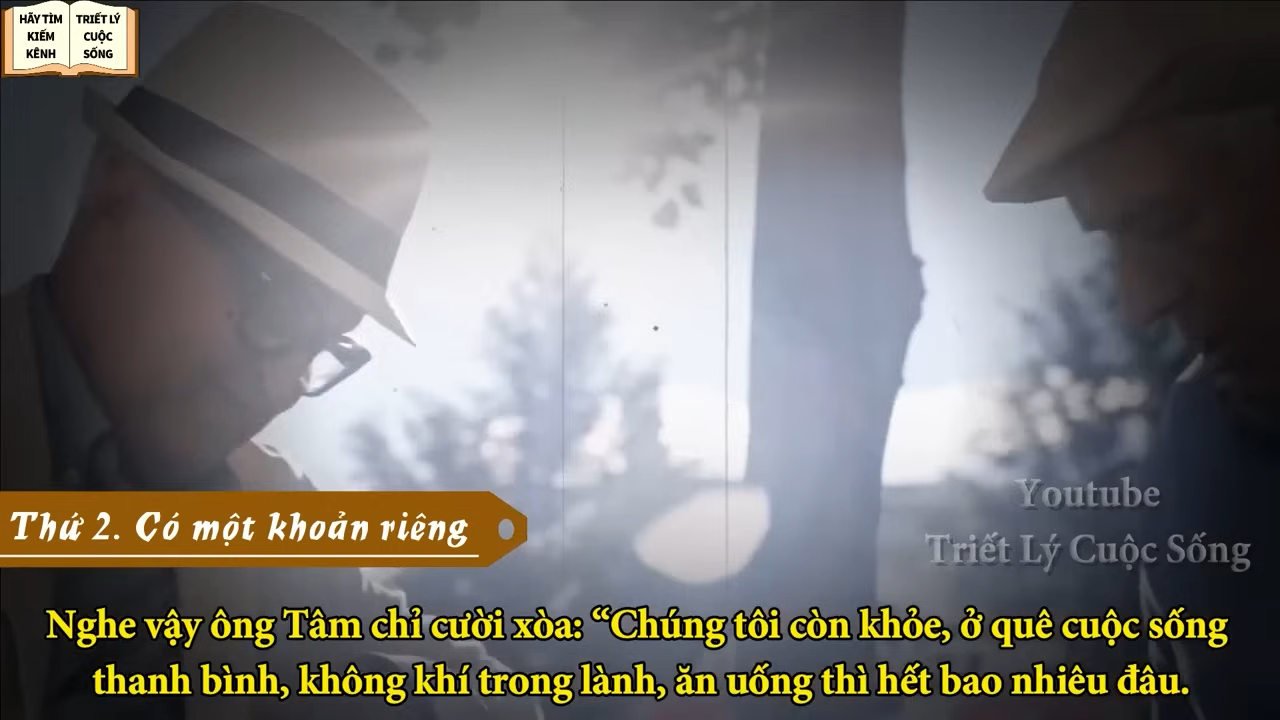 HÃY TÌM
KIẾM
KÊNH
TRIẾT LÝ
CUỘC
SỐNG
Youtube
Triết Lý Cuộc Sống
Thứ 2. Có một khoản riêng
Nghe vậy ông Tâm chỉ cười xòa: “Chúng tôi còn khỏe, ở quê cuộc sống
thanh bình, không khí trong lành, ăn uống thì hết bao nhiêu đâu.